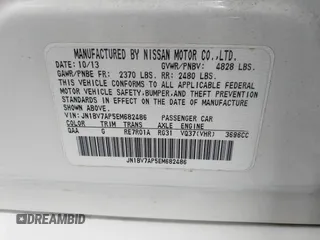 MANUFACTURED BY NISSAN MOTOR CO.,LTD.
DATE: 10/13 GVWR/PNBV: 4828 LBS.
GAWR/PNBE FR: 2370 LBS. RR: 2480 LBS.
THIS VEHICLE CONFORMS TO ALL APPLICABLE FEDERAL
MOTOR VEHICLE SAFETY,BUMPER,AND THEFT PREVENTION
STANDARDS IN EFFECT ON THE DATE OF MANUFACTURE
SHOWN ABOVE.
VIN: JN1BV7AP5EM682486 PASSENGER CAR
COLOR TRIM TRANS AXLE ENGINE
QAA G RE7R01A RG31 VQ37(VHR) 3696CC
DREAMBID